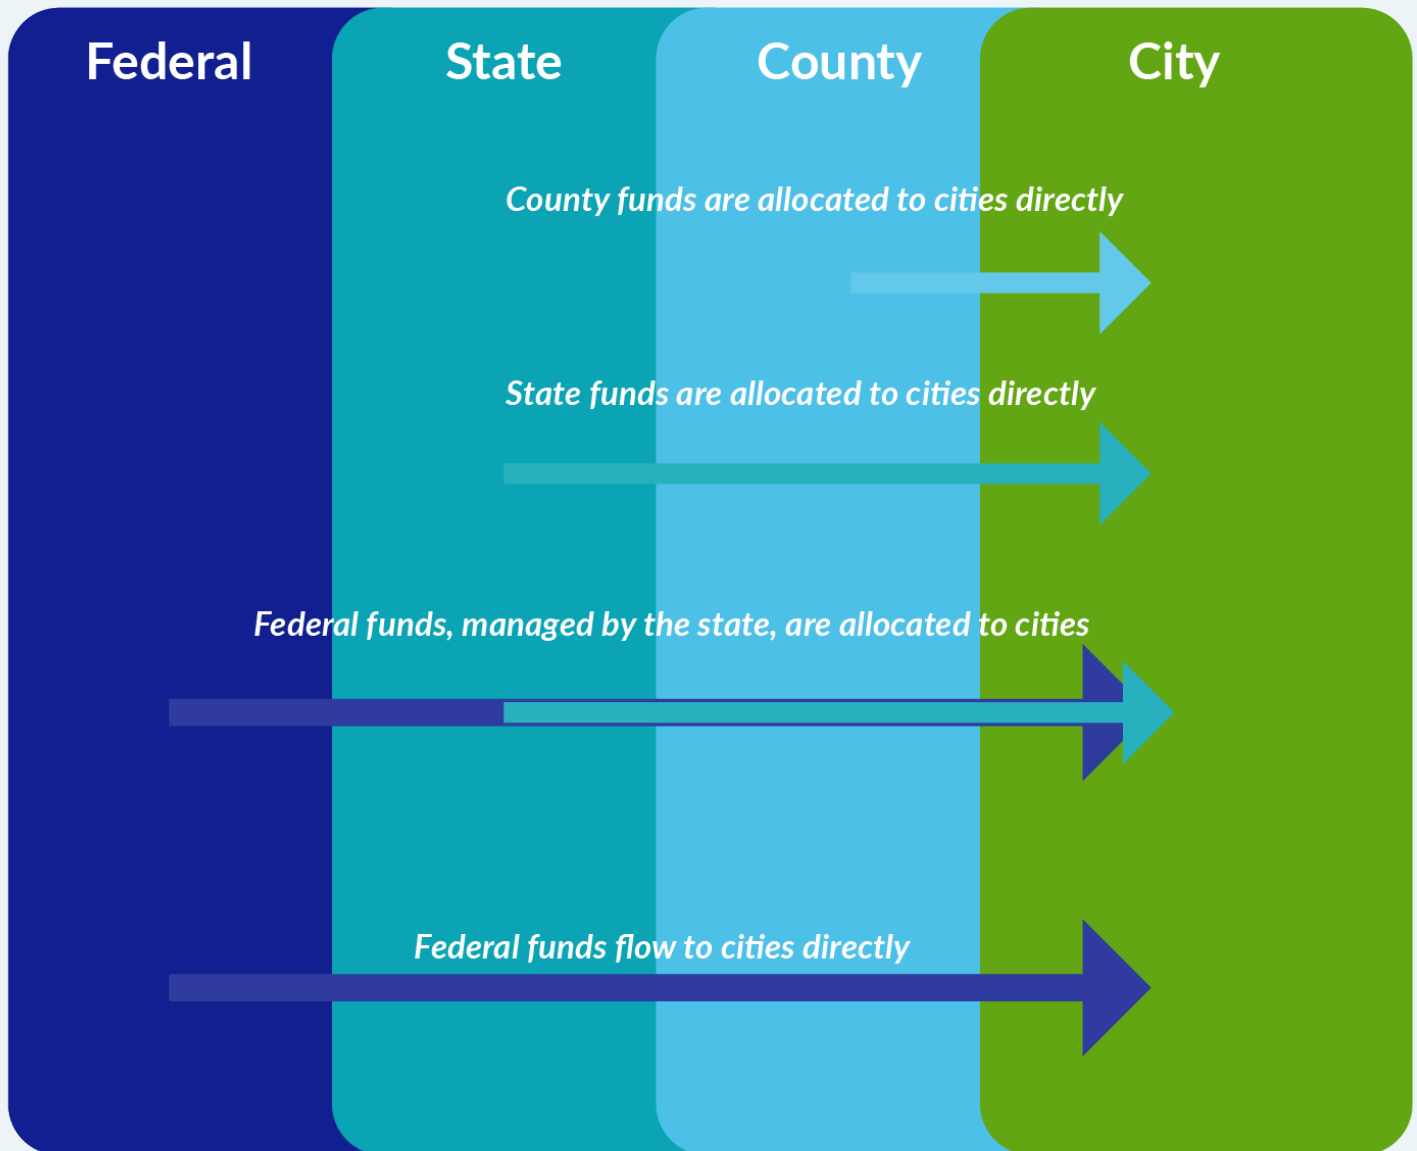 Federal State County City
County funds are allocated to cities directly
State funds are allocated to cities directly
Federal funds, managed by the state, are allocated to cities
Federal funds flow to cities directly